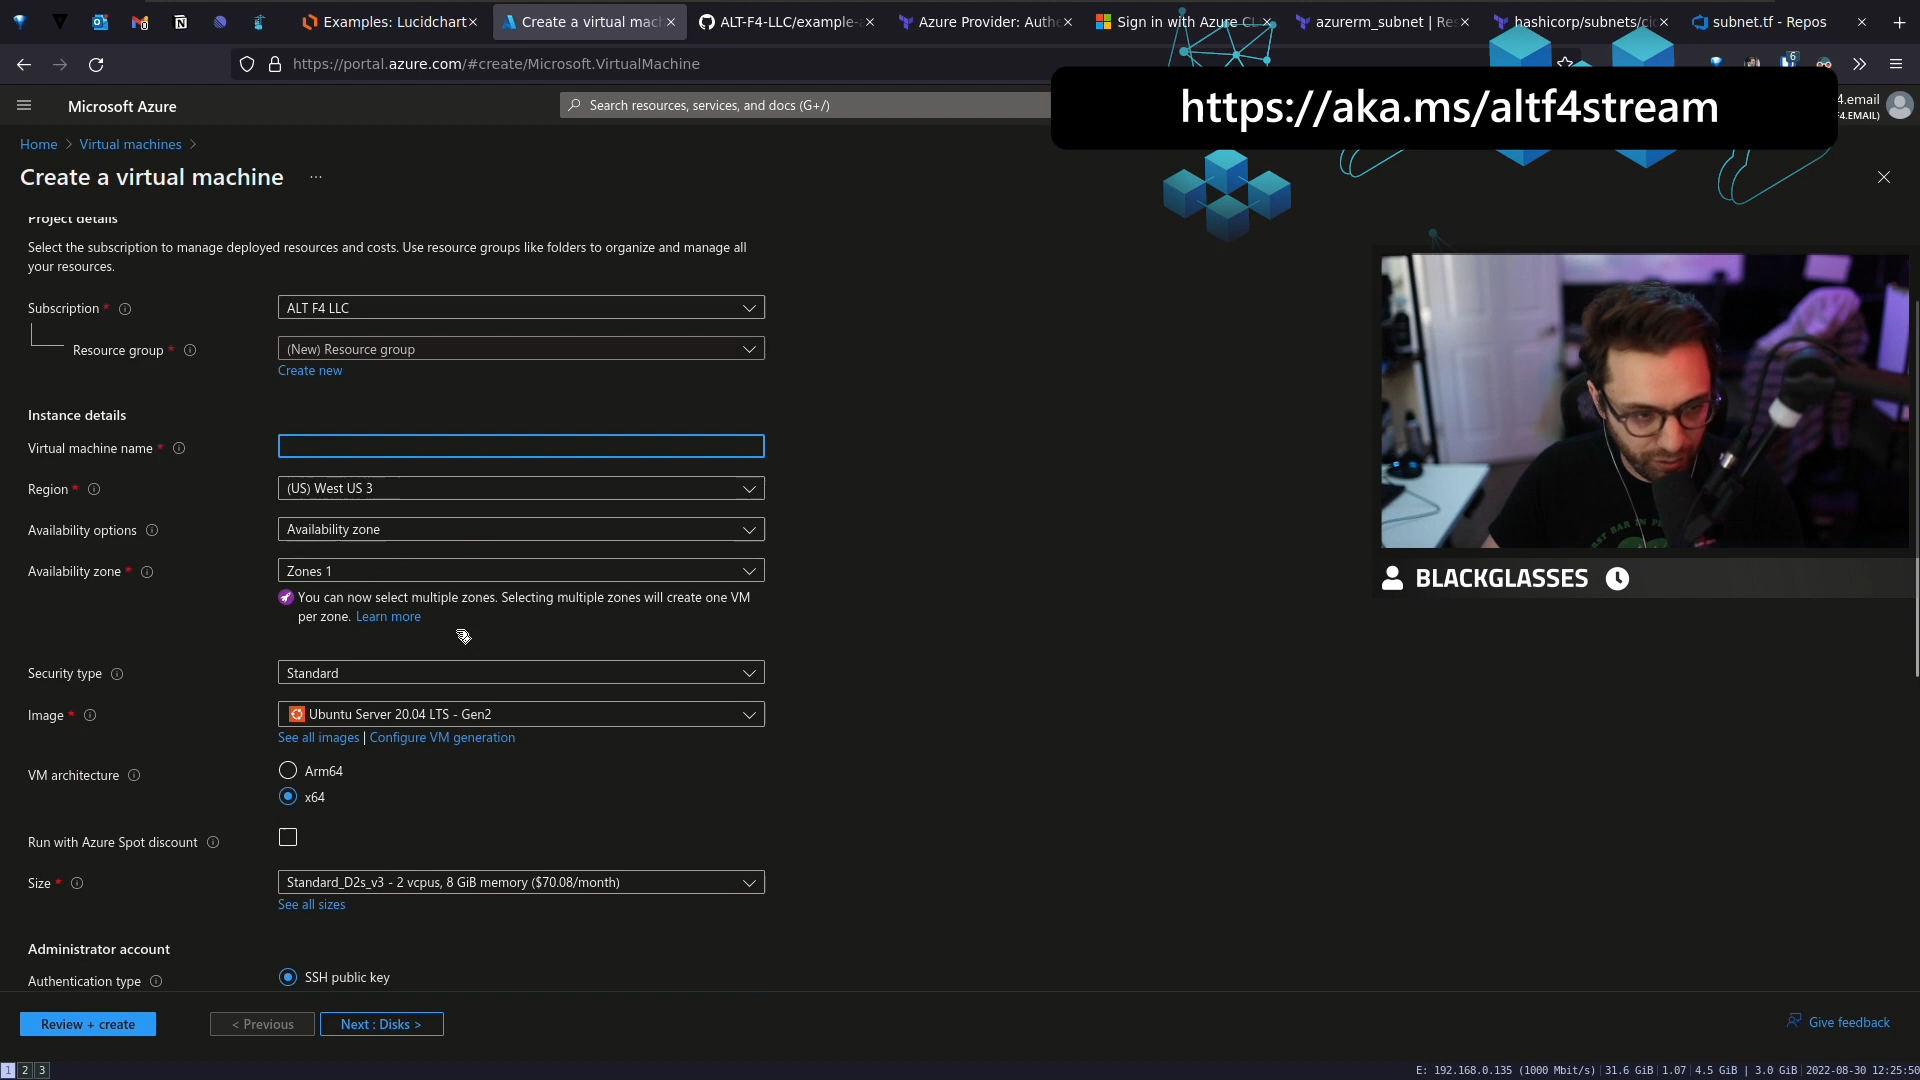 Examples: Lucidchart
Create a virtual mach
ALT-F4-LLC/example-
Azure Provider: Authe
Sign in with Azure CL
azurerm_subnet | Res
hashicorp/subnets/cid
subnet.tf - Repos
https://portal.azure.com/#create/Microsoft.VirtualMachine
6
Microsoft Azure
Search resources, services, and docs (G+/)
https://aka.ms/altf4stream
4.email
F4.EMAIL)
Home > Virtual machines >
Create a virtual machine ...
Project details
Select the subscription to manage deployed resources and costs. Use resource groups like folders to organize and manage all
your resources.
Subscription *
ALT F4 LLC
Resource group *
(New) Resource group
Create new
Instance details
Virtual machine name *
Region *
(US) West US 3
Availability options
Availability zone
Availability zone *
Zones 1
You can now select multiple zones. Selecting multiple zones will create one VM
per zone. Learn more
Security type
Standard
Image *
Ubuntu Server 20.04 LTS - Gen2
See all images | Configure VM generation
VM architecture
Arm64
x64
Run with Azure Spot discount
Size *
Standard_D2s_v3 - 2 vcpus, 8 GiB memory ($70.08/month)
See all sizes
Administrator account
Authentication type
SSH public key
Review + create
< Previous
Next : Disks >
Give feedback
BLACKGLASSES
1 2 3
E: 192.168.0.135 (1000 Mbit/s) | 31.6 GiB | 1.07 | 4.5 GiB | 3.0 GiB | 2022-08-30 12:25:50